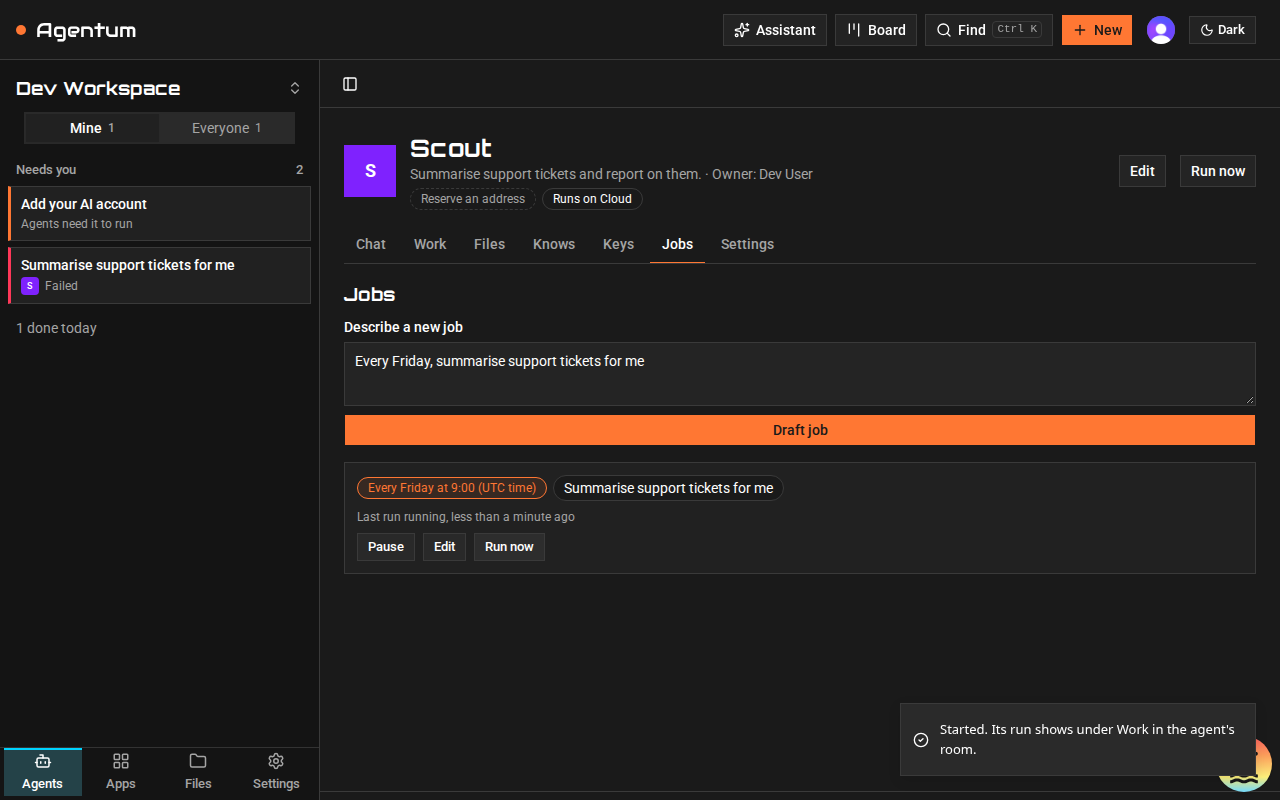 Agentum
Assistant
Board
Find Ctrl K
New
Dark
Dev Workspace
Mine 1
Everyone 1
Needs you 2
Add your AI account
Agents need it to run
Summarise support tickets for me
S Failed
1 done today
Agents
Apps
Files
Settings
S
Scout
Summarise support tickets and report on them. · Owner: Dev User
Reserve an address
Runs on Cloud
Edit
Run now
Chat
Work
Files
Knows
Keys
Jobs
Settings
Jobs
Describe a new job
Every Friday, summarise support tickets for me
Draft job
Every Friday at 9:00 (UTC time)
Summarise support tickets for me
Last run running, less than a minute ago
Pause
Edit
Run now
Started. Its run shows under Work in the agent's
room.